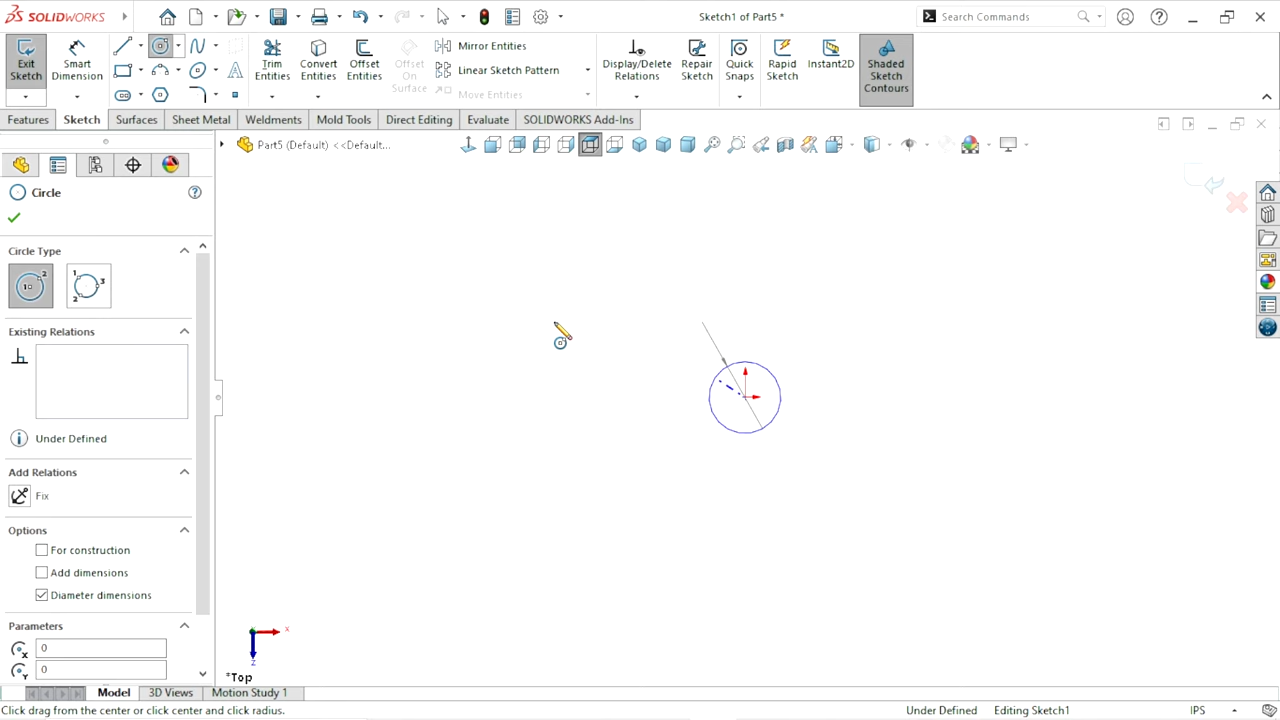 SOLIDWORKS
Sketch1 of Part5 *
Search Commands
Exit Sketch
Smart Dimension
Trim Entities
Convert Entities
Offset Entities
Offset On Surface
Mirror Entities
Linear Sketch Pattern
Move Entities
Display/Delete Relations
Repair Sketch
Quick Snaps
Rapid Sketch
Instant2D
Shaded Sketch Contours
Features
Sketch
Surfaces
Sheet Metal
Weldments
Mold Tools
Direct Editing
Evaluate
SOLIDWORKS Add-Ins
Part5 (Default) <<Default...
Circle
Circle Type
Existing Relations
Under Defined
Add Relations
Fix
Options
For construction
Add dimensions
Diameter dimensions
Parameters
0
0
x
z
*Top
Model
3D Views
Motion Study 1
Click drag from the center or click center and click radius.
Under Defined
Editing Sketch1
IPS